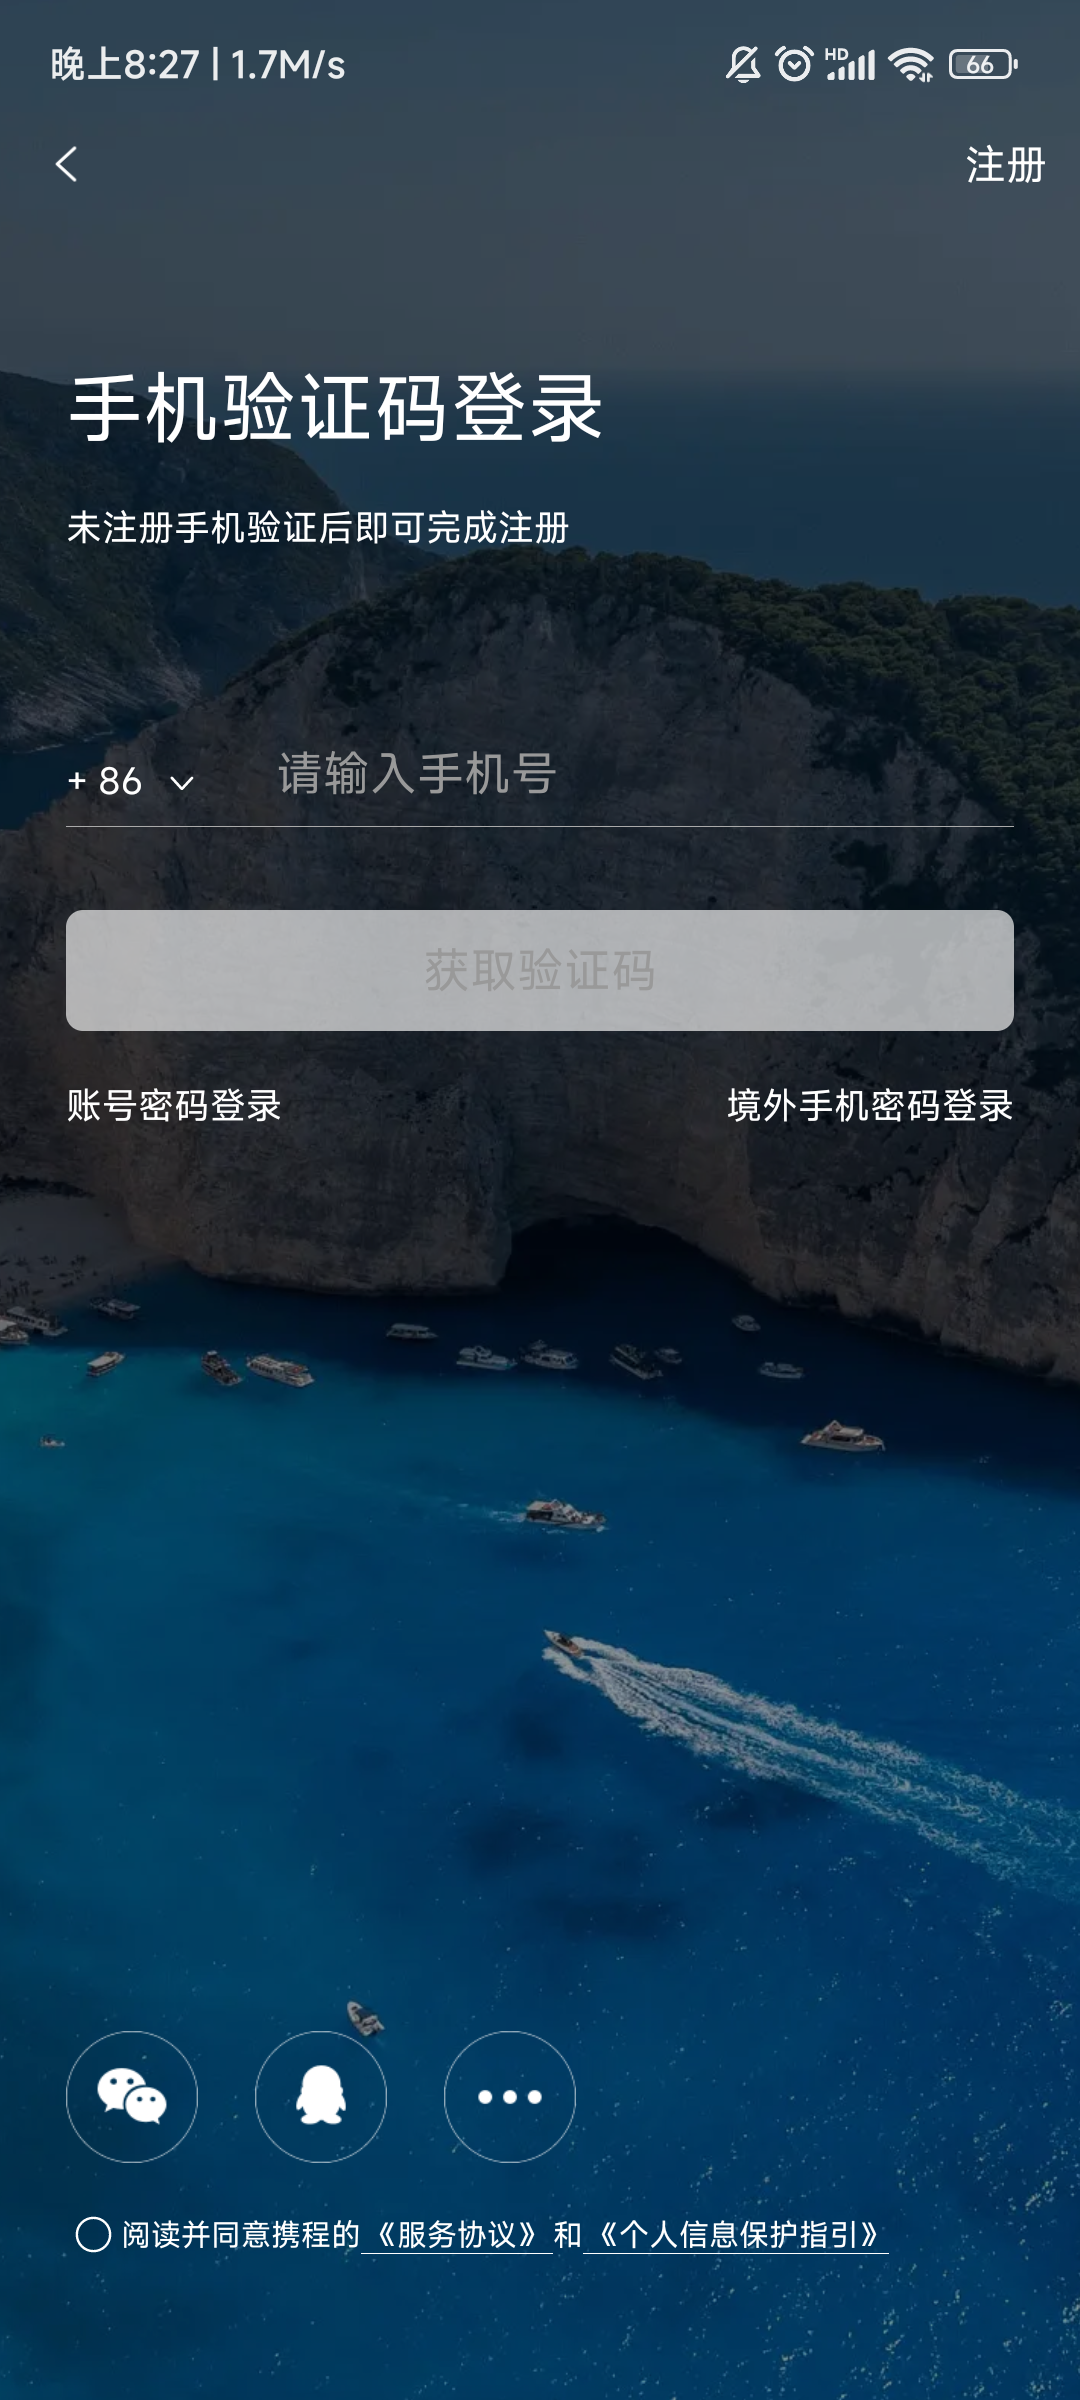 晚上8:27 | 1.7M/s HD 66
注册
手机验证码登录
未注册手机验证后即可完成注册
+ 86 请输入手机号
获取验证码
账号密码登录 境外手机密码登录
阅读并同意携程的《服务协议》和《个人信息保护指引》